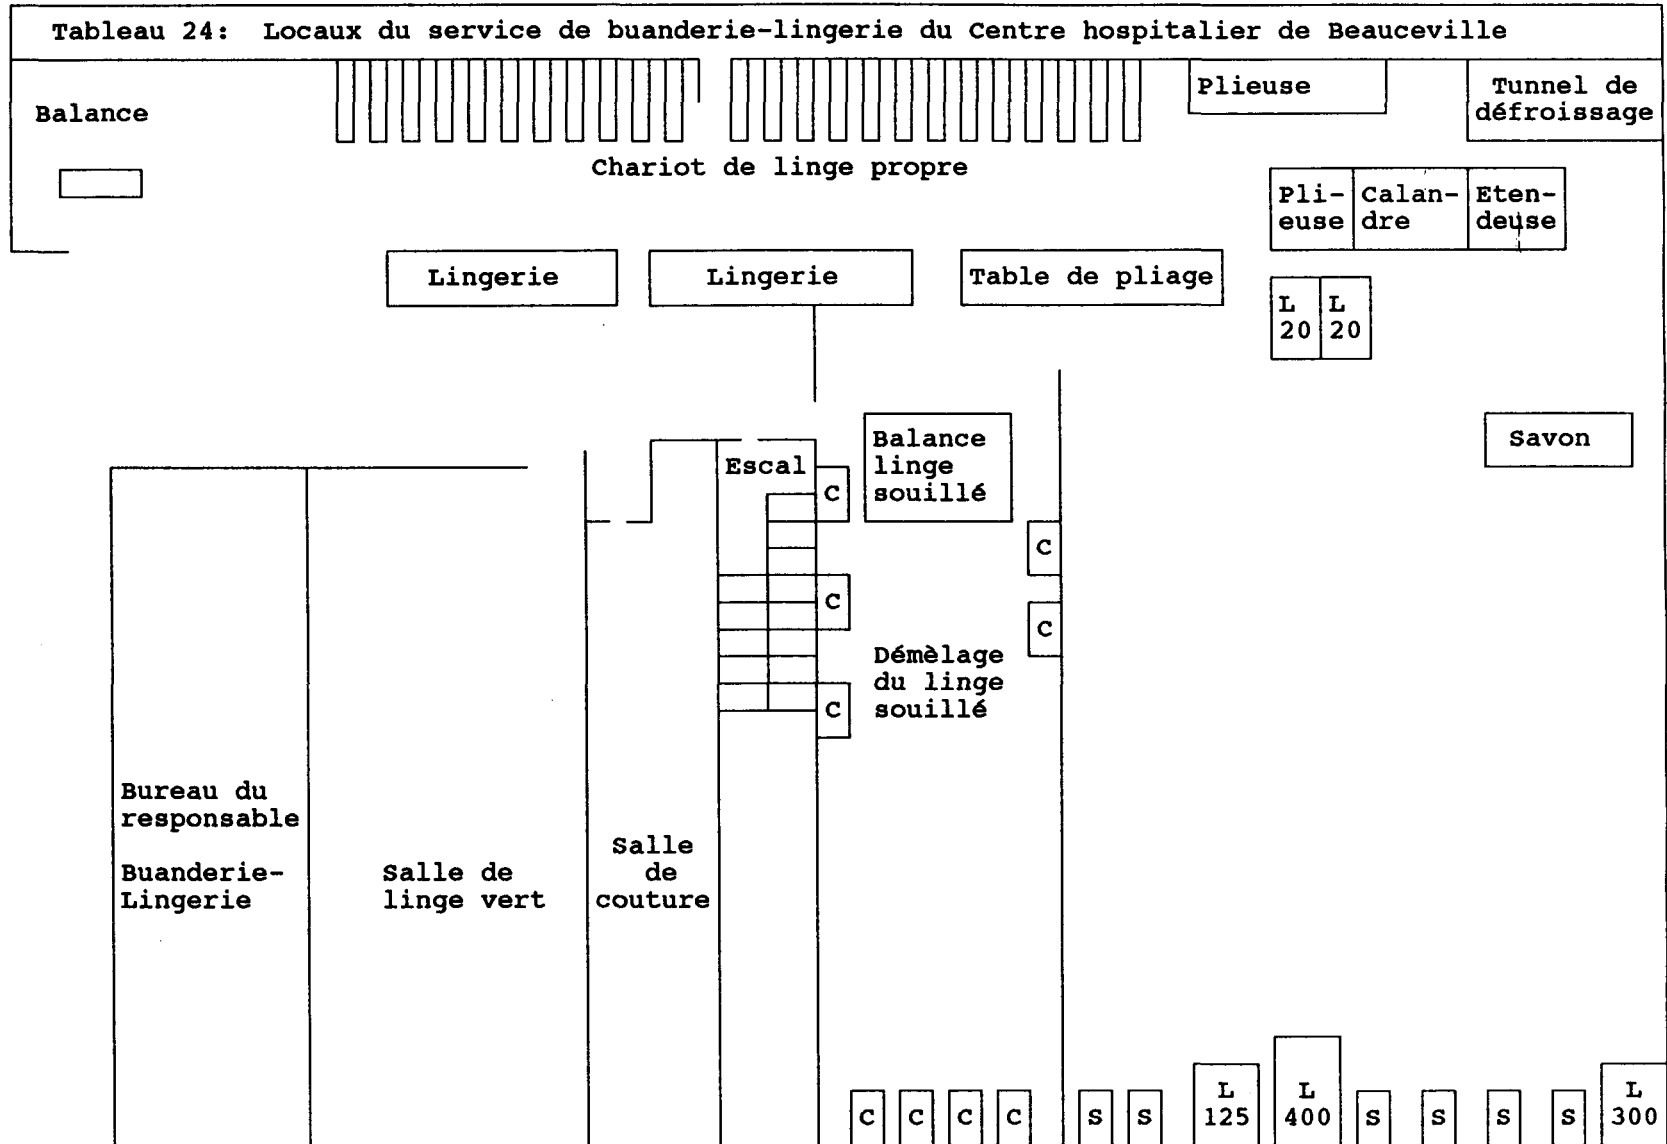 Tableau 24: Locaux du service de buanderie-lingerie du Centre hospitalier de Beauceville
Balance
Plieuse
Tunnel de
défroissage
Chariot de linge propre
Pli-
euse
Calan-
dre
Eten-
deuse
Lingerie
Lingerie
Table de pliage
L
20
L
20
Balance
linge
souillé
Savon
Escal
C
C
C
C
C
Démèlage
du linge
souillé
Bureau du
responsable
Buanderie-
Lingerie
Salle de
linge vert
Salle
de
couture
C C C C S S
L
125
L
400
S S S S
L
300